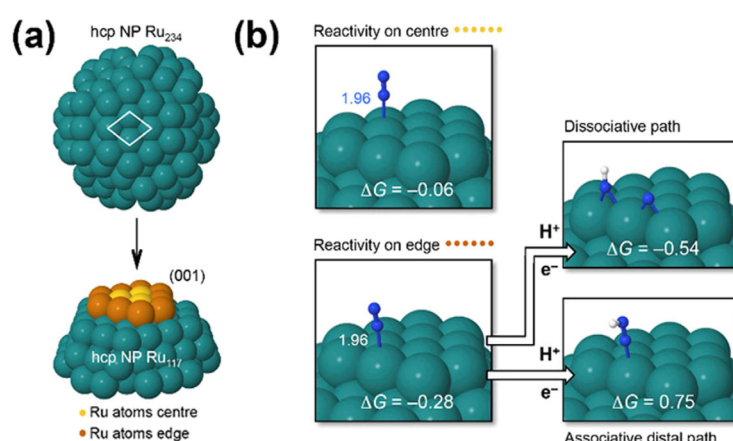 (a)
hcp NP Ru234
(001)
hcp NP Ru117
Ru atoms centre
Ru atoms edge
(b)
Reactivity on centre
1.96
ΔG = −0.06
Reactivity on edge
1.96
ΔG = −0.28
Dissociative path
H+
e−
ΔG = −0.54
H+
e−
ΔG = 0.75
Associative distal path